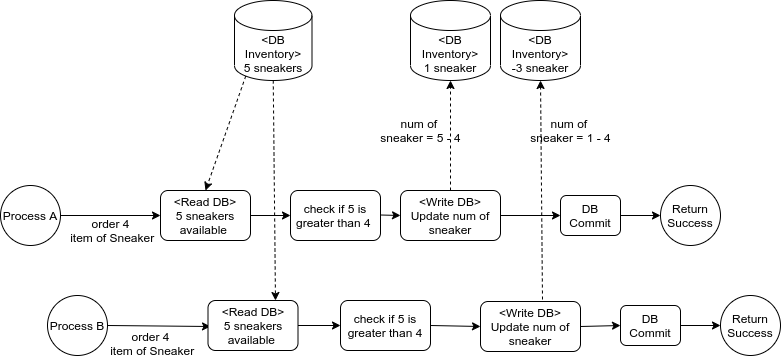 <DB
Inventory>
5 sneakers
<DB
Inventory>
1 sneaker
<DB
Inventory>
-3 sneaker
num of
sneaker = 5 - 4
num of
sneaker = 1 - 4
Process A
order 4
item of Sneaker
<Read DB>
5 sneakers
available
check if 5 is
greater than 4
<Write DB>
Update num of
sneaker
DB
Commit
Return
Success
Process B
order 4
item of Sneaker
<Read DB>
5 sneakers
available
check if 5 is
greater than 4
<Write DB>
Update num of
sneaker
DB
Commit
Return
Success